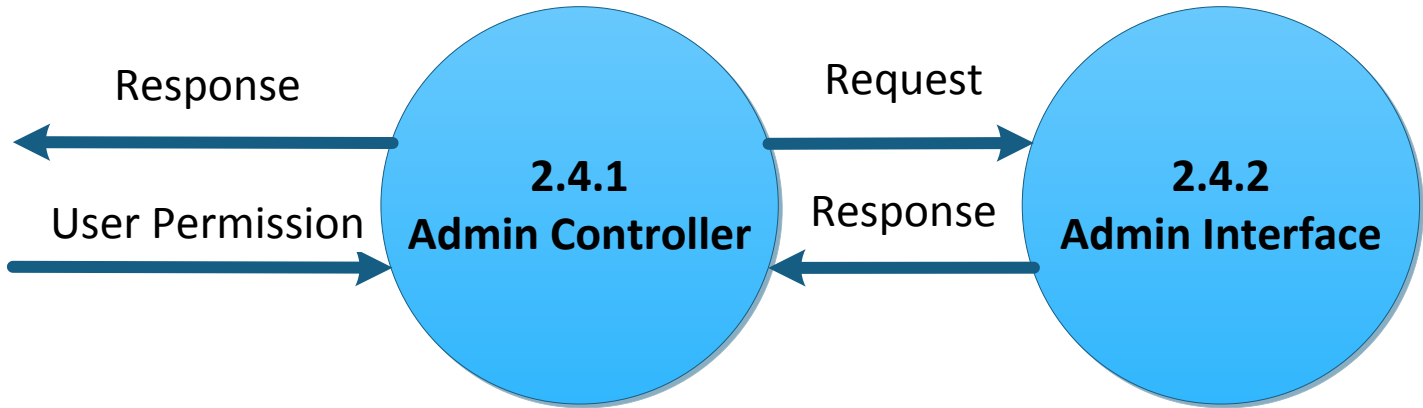 Response
User Permission
2.4.1
Admin Controller
Request
Response
2.4.2
Admin Interface